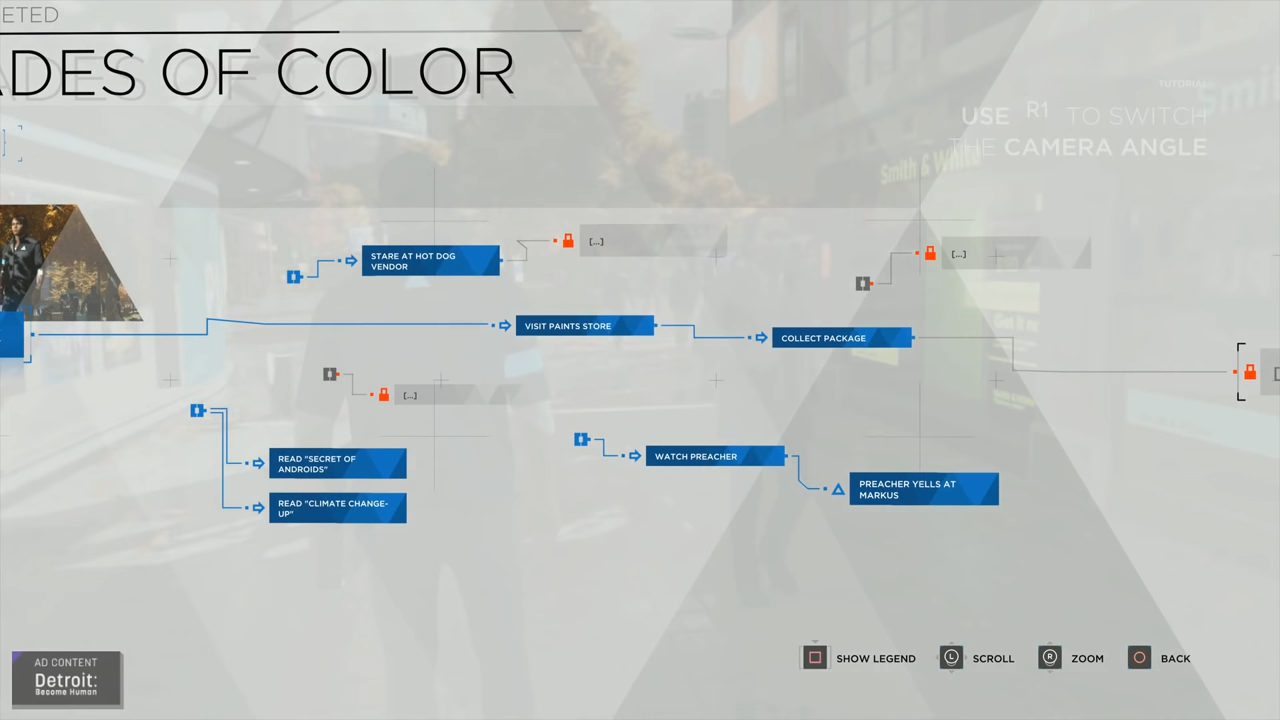 ETED
ADES OF COLOR
TUTORIAL
USE R1 TO SWITCH
THE CAMERA ANGLE
Smith & White
STARE AT HOT DOG
VENDOR
[...]
[...]
VISIT PAINTS STORE
COLLECT PACKAGE
[...]
READ "SECRET OF
ANDROIDS"
READ "CLIMATE CHANGE-
UP"
WATCH PREACHER
PREACHER YELLS AT
MARKUS
AD CONTENT
Detroit:
Become Human
SHOW LEGEND
L SCROLL
R ZOOM
BACK